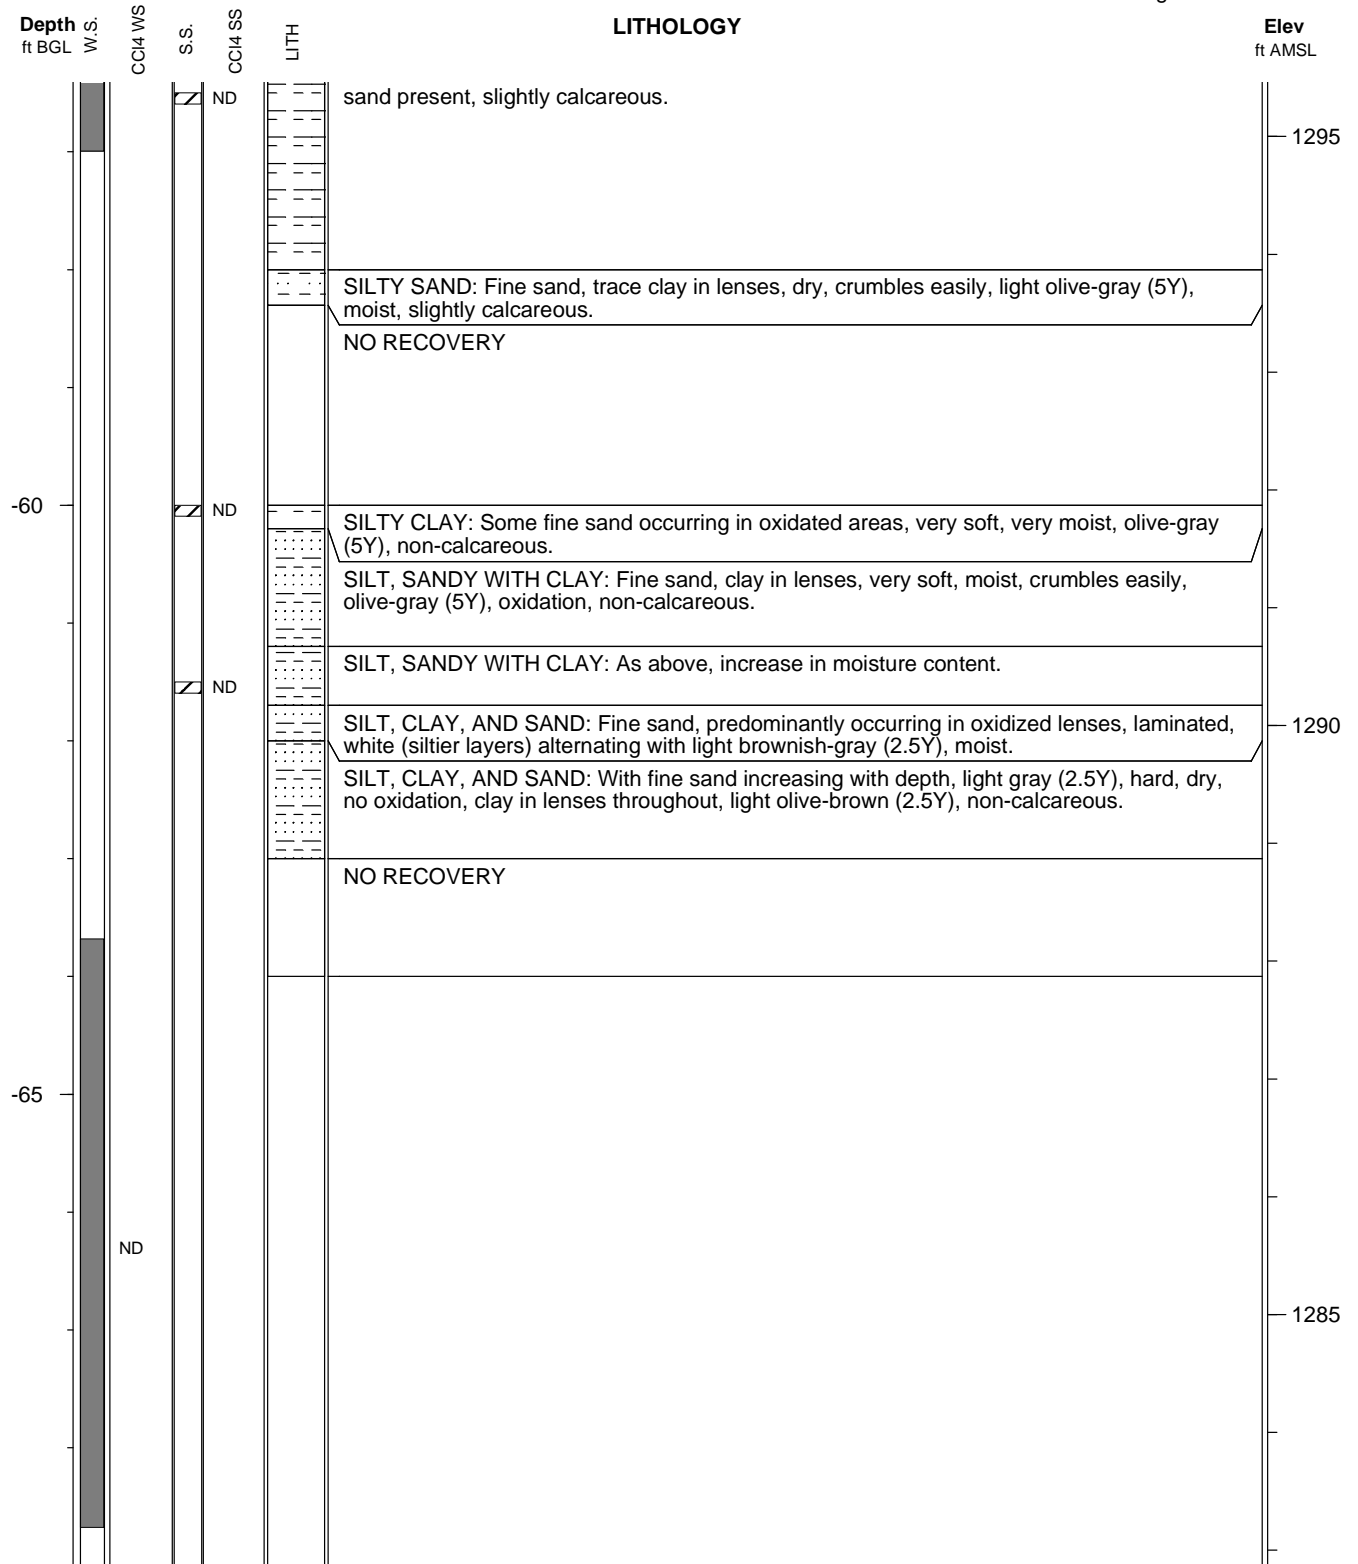 Depth
ft BGL
W.S.
CCl4 WS
S.S.
CCl4 SS
LITH
LITHOLOGY
Elev
ft AMSL
ND
sand present, slightly calcareous.
1295
SILTY SAND: Fine sand, trace clay in lenses, dry, crumbles easily, light olive-gray (5Y),
moist, slightly calcareous.
NO RECOVERY
-60
ND
SILTY CLAY: Some fine sand occurring in oxidated areas, very soft, very moist, olive-gray
(5Y), non-calcareous.
SILT, SANDY WITH CLAY: Fine sand, clay in lenses, very soft, moist, crumbles easily,
olive-gray (5Y), oxidation, non-calcareous.
SILT, SANDY WITH CLAY: As above, increase in moisture content.
ND
SILT, CLAY, AND SAND: Fine sand, predominantly occurring in oxidized lenses, laminated,
white (siltier layers) alternating with light brownish-gray (2.5Y), moist.
1290
SILT, CLAY, AND SAND: With fine sand increasing with depth, light gray (2.5Y), hard, dry,
no oxidation, clay in lenses throughout, light olive-brown (2.5Y), non-calcareous.
NO RECOVERY
-65
ND
1285